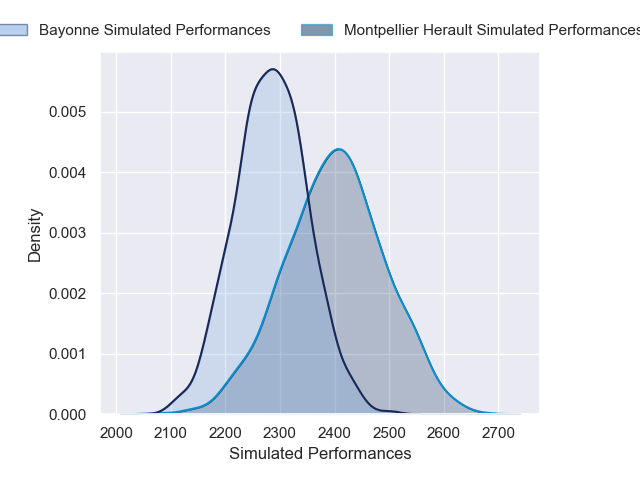 Bayonne Simulated Performances
Montpellier Herault Simulated Performances
0.005
0.004
0.003
0.002
0.001
0.000
Density
2000 2100 2200 2300 2400 2500 2600 2700
Simulated Performances